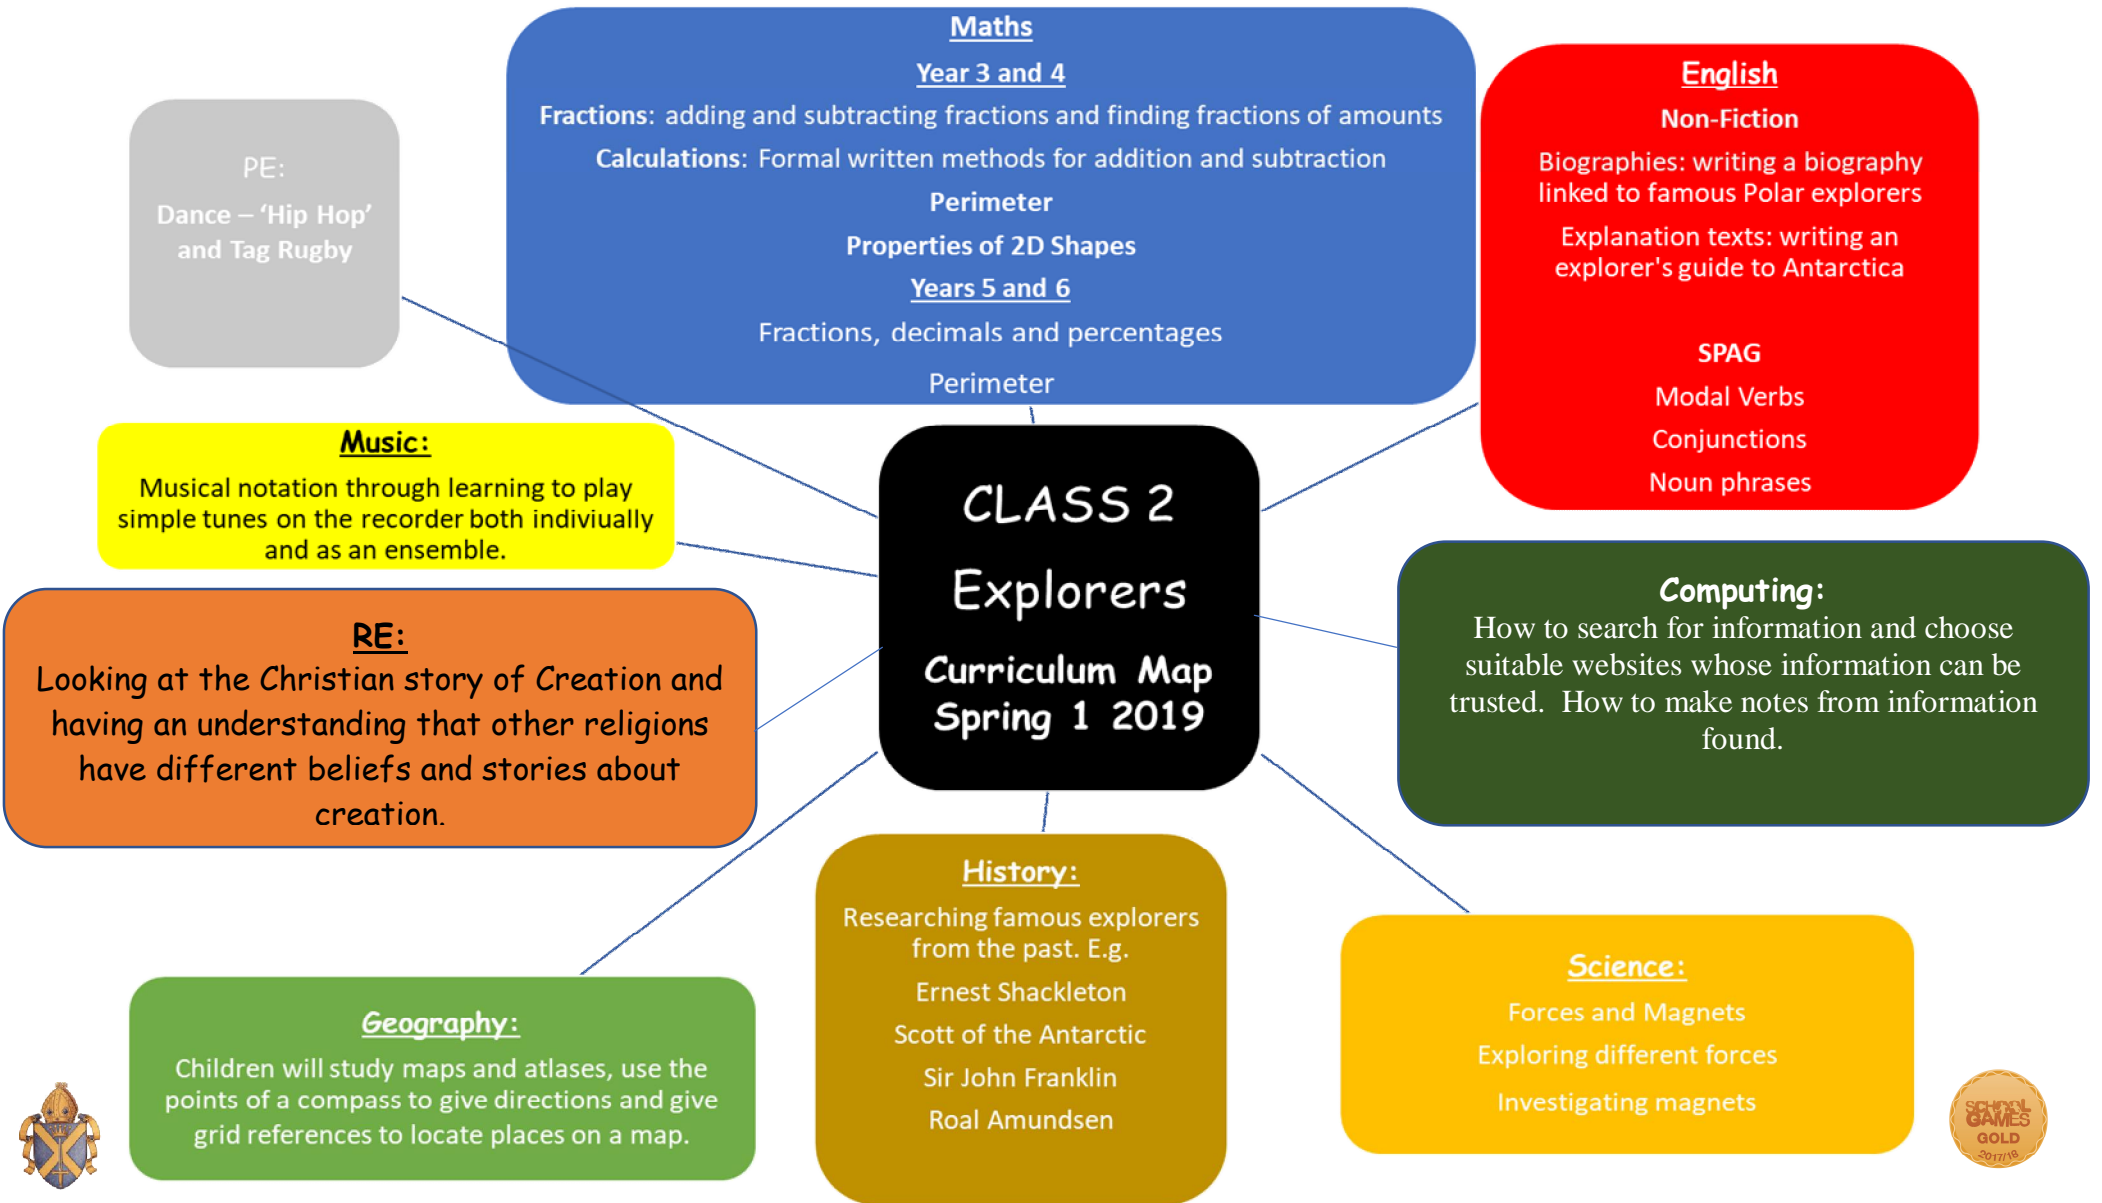 Maths
Year 3 and 4
Fractions: adding and subtracting fractions and finding fractions of amounts
Calculations: Formal written methods for addition and subtraction
Perimeter
Properties of 2D Shapes
Years 5 and 6
Fractions, decimals and percentages
Perimeter
English
Non-Fiction
Biographies: writing a biography
linked to famous Polar explorers
Explanation texts: writing an
explorer's guide to Antarctica
SPAG
Modal Verbs
Conjunctions
Noun phrases
PE:
Dance – ‘Hip Hop’
and Tag Rugby
Music:
Musical notation through learning to play
simple tunes on the recorder both indiviually
and as an ensemble.
CLASS 2
Explorers
Curriculum Map
Spring 1 2019
Computing:
How to search for information and choose
suitable websites whose information can be
trusted. How to make notes from information
found.
RE:
Looking at the Christian story of Creation and
having an understanding that other religions
have different beliefs and stories about
creation.
History:
Researching famous explorers
from the past. E.g.
Ernest Shackleton
Scott of the Antarctic
Sir John Franklin
Roal Amundsen
Science:
Forces and Magnets
Exploring different forces
Investigating magnets
Geography:
Children will study maps and atlases, use the
points of a compass to give directions and give
grid references to locate places on a map.
SCHOOL
GAMES
GOLD
2017/18